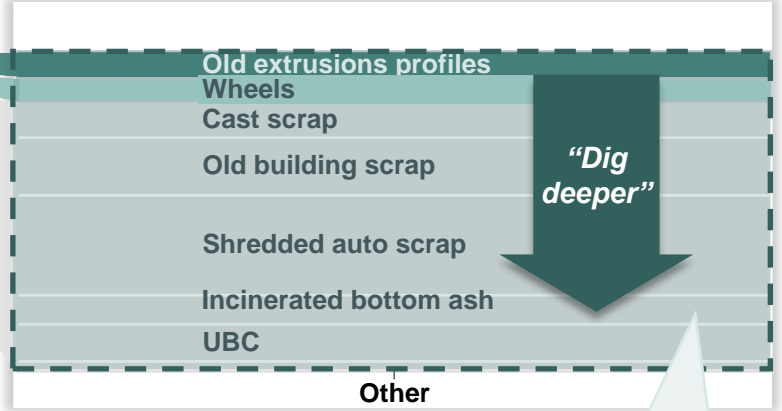 Old extrusions profiles
Wheels
Cast scrap
Old building scrap
“Dig
deeper”
Shredded auto scrap
Incinerated bottom ash
UBC
Other